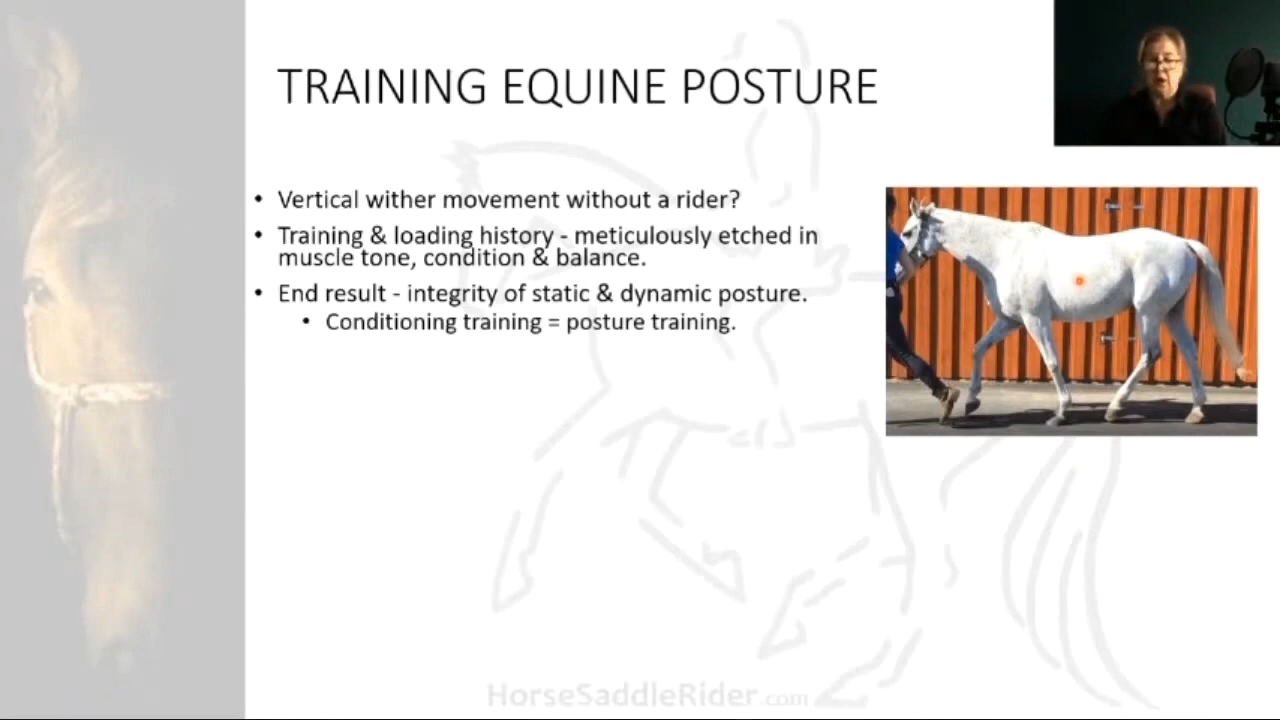 TRAINING EQUINE POSTURE
• Vertical wither movement without a rider?
• Training & loading history - meticulously etched in
muscle tone, condition & balance.
• End result - integrity of static & dynamic posture.
• Conditioning training = posture training.
HorseSaddleRider.com